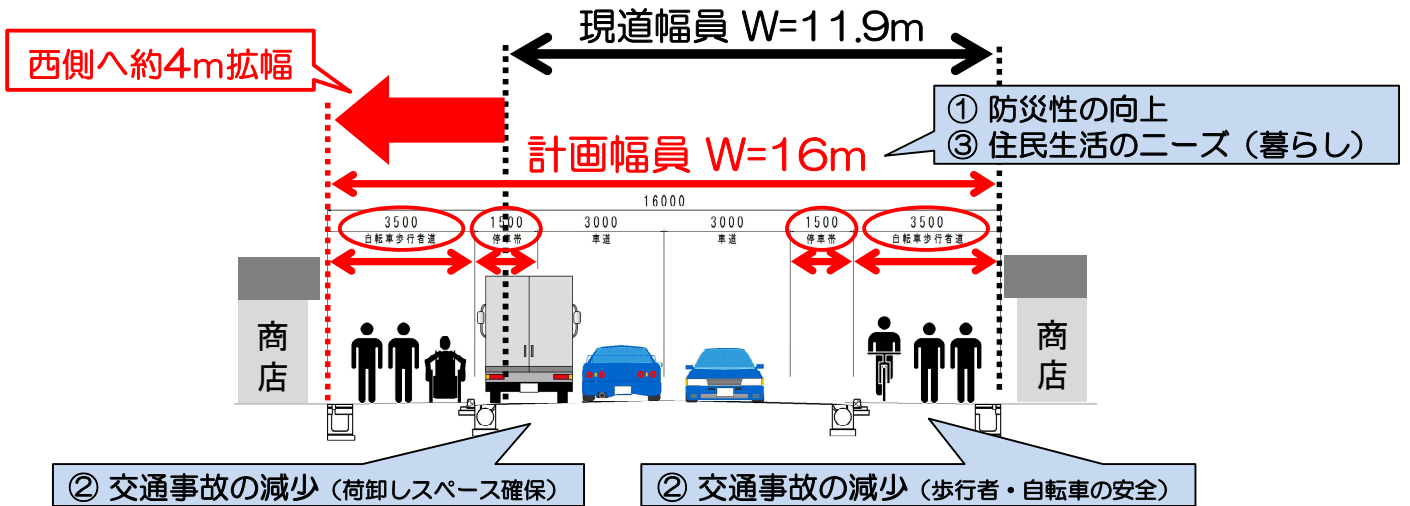 現道幅員 W=11.9m
西側へ約4m拡幅
① 防災性の向上
③ 住民生活のニーズ（暮らし）
計画幅員 W=16m
16000
3500 1500 3000 3000 1500 3500
自転車歩行者道 停車帯 車道 車道 停車帯 自転車歩行者道
商店
商店
② 交通事故の減少（荷卸しスペース確保）
② 交通事故の減少（歩行者・自転車の安全）